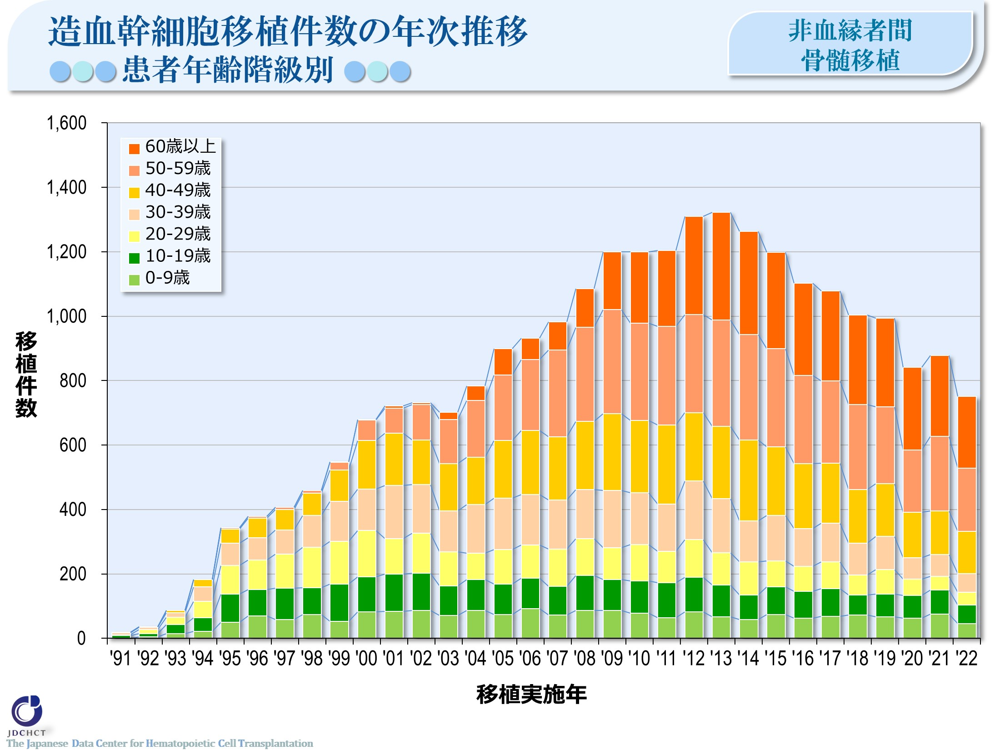 造血幹細胞移植件数の年次推移
患者年齢階級別
非血縁者間
骨髄移植
1,600
1,400
1,200
1,000
800
600
400
200
0
60歳以上
50-59歳
40-49歳
30-39歳
20-29歳
10-19歳
0-9歳
移植件数
'91 '92 '93 '94 '95 '96 '97 '98 '99 '00 '01 '02 '03 '04 '05 '06 '07 '08 '09 '10 '11 '12 '13 '14 '15 '16 '17 '18 '19 '20 '21 '22
移植実施年
JDCHCT
The Japanese Data Center for Hematopoietic Cell Transplantation